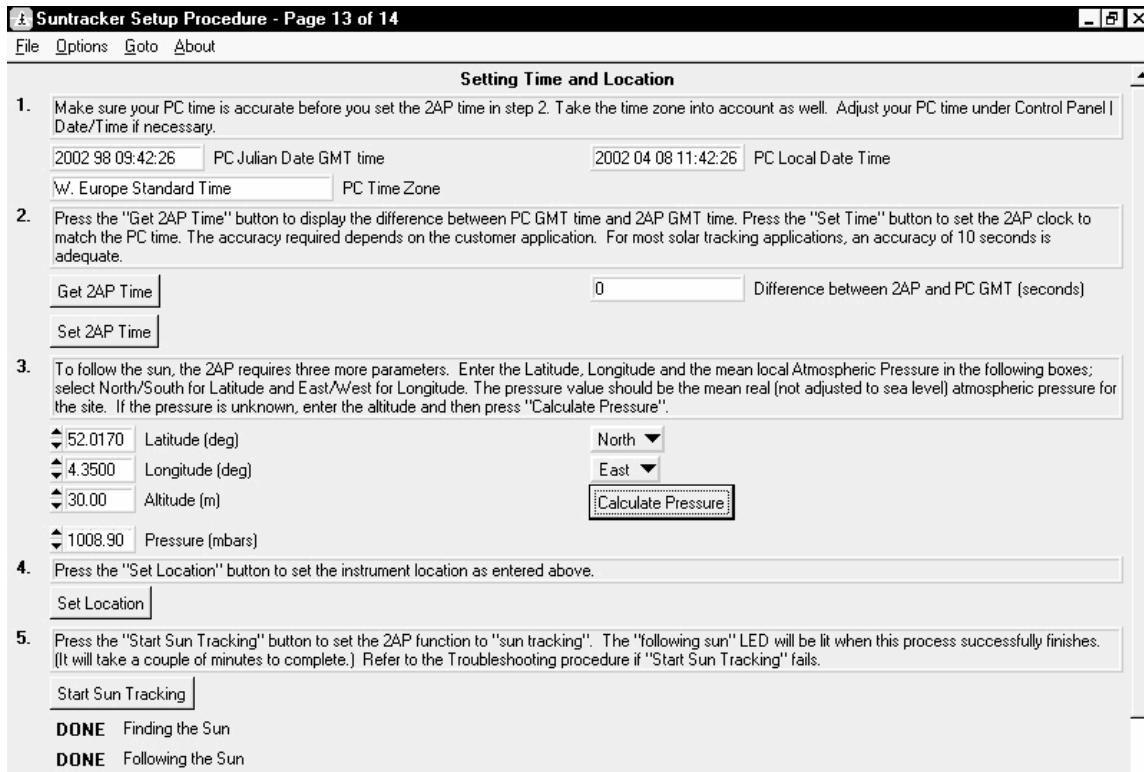 Suntracker Setup Procedure - Page 13 of 14
File Options Goto About
Setting Time and Location
1. Make sure your PC time is accurate before you set the 2AP time in step 2. Take the time zone into account as well. Adjust your PC time under Control Panel |
Date/Time if necessary.
2002 98 09:42:26 PC Julian Date GMT time 2002 04 08 11:42:26 PC Local Date Time
W. Europe Standard Time PC Time Zone
2. Press the "Get 2AP Time" button to display the difference between PC GMT time and 2AP GMT time. Press the "Set Time" button to set the 2AP clock to
match the PC time. The accuracy required depends on the customer application. For most solar tracking applications, an accuracy of 10 seconds is
adequate.
Get 2AP Time 0 Difference between 2AP and PC GMT (seconds)
Set 2AP Time
3. To follow the sun, the 2AP requires three more parameters. Enter the Latitude, Longitude and the mean local Atmospheric Pressure in the following boxes;
select North/South for Latitude and East/West for Longitude. The pressure value should be the mean real (not adjusted to sea level) atmospheric pressure for
the site. If the pressure is unknown, enter the altitude and then press "Calculate Pressure".
52.0170 Latitude (deg) North
4.3500 Longitude (deg) East
30.00 Altitude (m) Calculate Pressure
1008.90 Pressure (mbars)
4. Press the "Set Location" button to set the instrument location as entered above.
Set Location
5. Press the "Start Sun Tracking" button to set the 2AP function to "sun tracking". The "following sun" LED will be lit when this process successfully finishes.
(It will take a couple of minutes to complete.) Refer to the Troubleshooting procedure if "Start Sun Tracking" fails.
Start Sun Tracking
DONE Finding the Sun
DONE Following the Sun